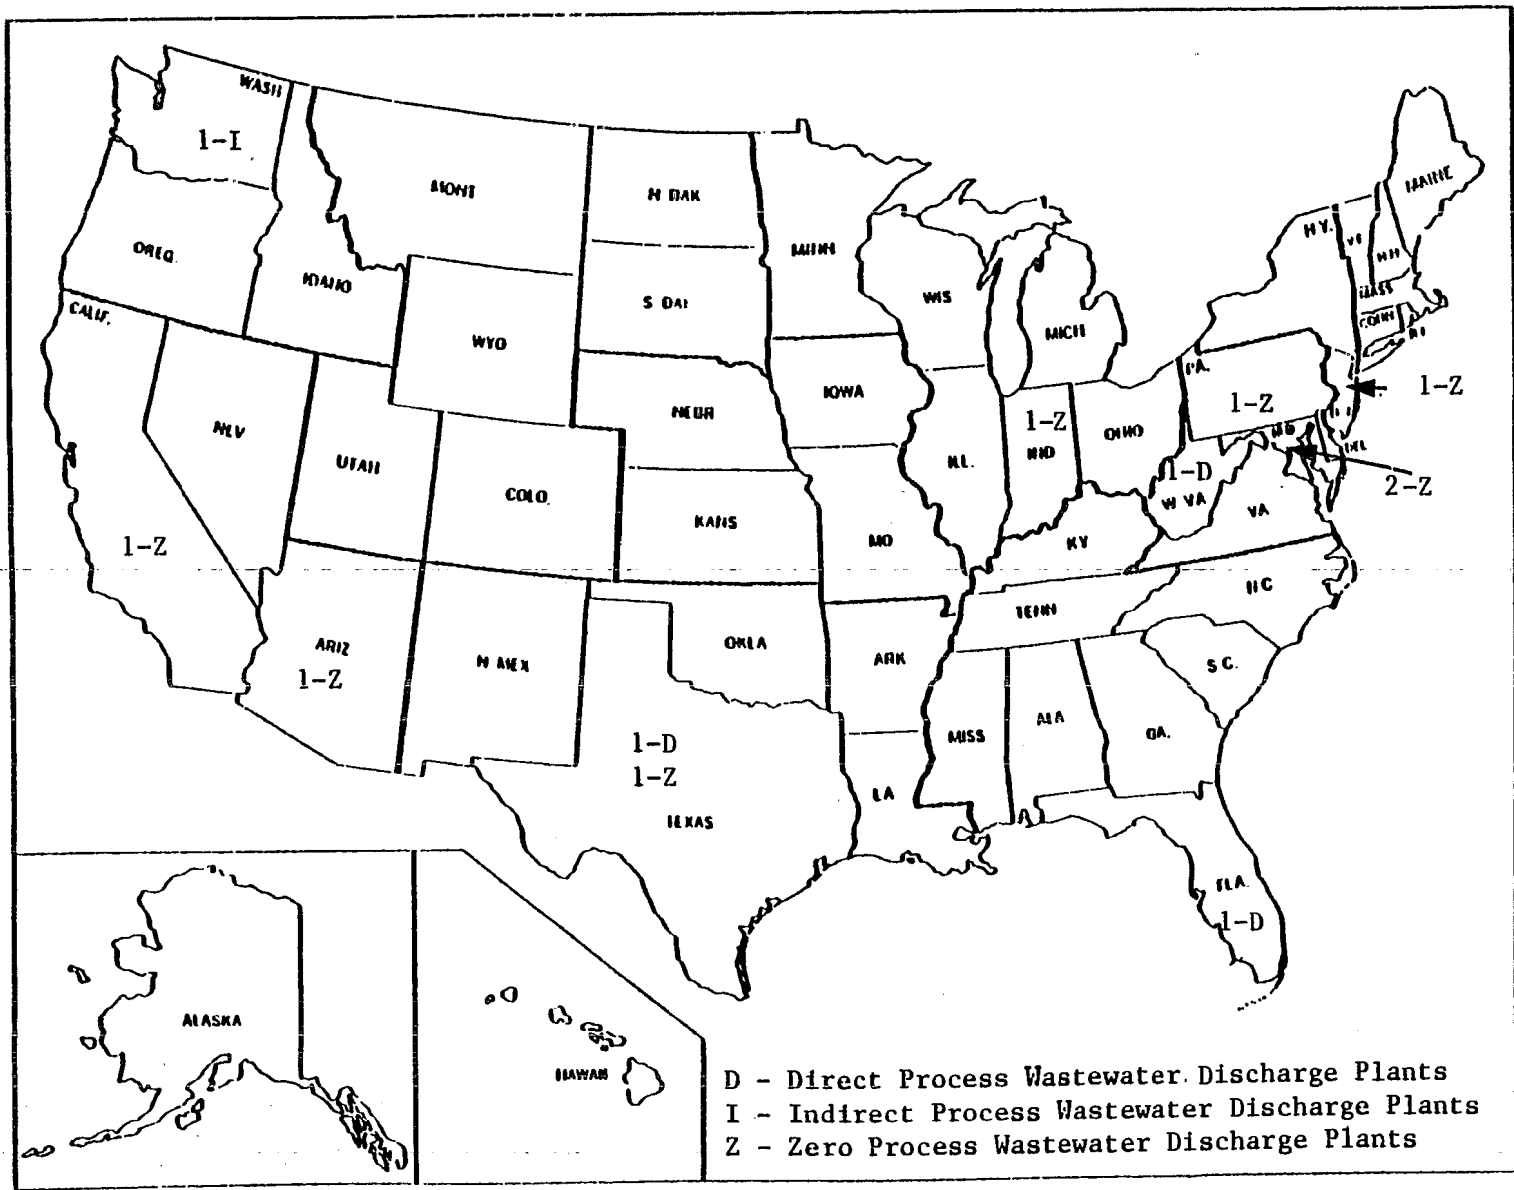 WASH
1-I
MONT
N DAK
MINN
MAINE
N.Y.
VT
N H
MASS
CONN
R I
OREG.
IDAHO
S DAK
WIS
MICH
CALIF.
WYO
IOWA
PA.
1-Z
1-Z
NEV
UTAH
NEBR
ILL.
1-Z
IND
OHIO
MD
DEL
2-Z
COLO.
KANS
MO
1-D
W VA
VA
KY
1-Z
ARIZ
1-Z
N MEX
OKLA
ARK
TENN
N C
S C.
1-D
1-Z
TEXAS
LA
MISS
ALA
GA.
FLA.
1-D
ALASKA
HAWAII
D - Direct Process Wastewater Discharge Plants
I - Indirect Process Wastewater Discharge Plants
Z - Zero Process Wastewater Discharge Plants